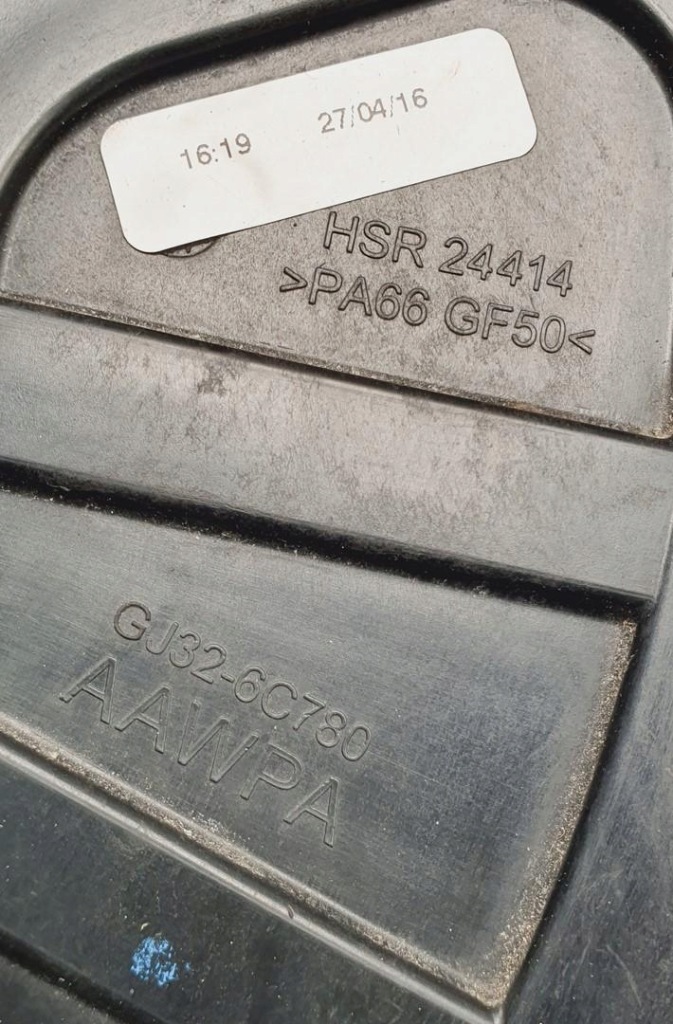 16:19 27/04/16
HSR 24414
>PA66 GF50<
GJ32-6C780
AAWPA